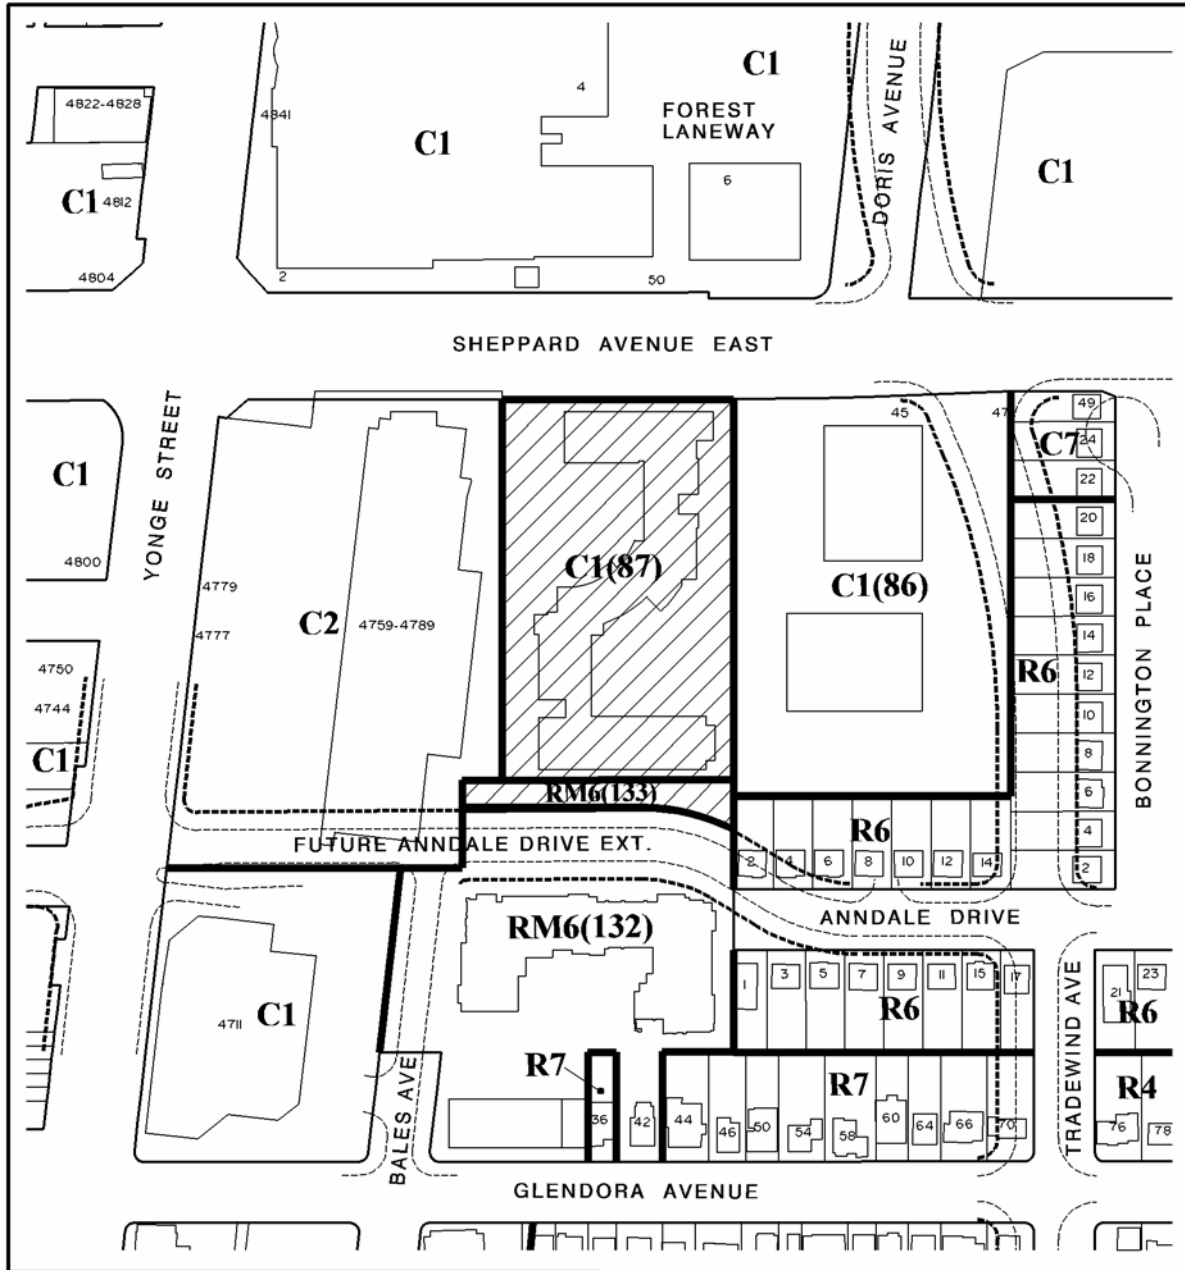 4822-4828
C1
4812
4804
4841
C1
4
C1
FOREST
LANEWAY
6
DORIS AVENUE
C1
2
50
SHEPPARD AVENUE EAST
YONGE STREET
C1
4800
4779
4777
C2
4759-4789
C1(87)
45
47
C1(86)
49
C7
24
22
20
18
16
14
R6
12
10
8
6
4
2
BONNINGTON PLACE
4750
4744
C1
RM6(133)
FUTURE ANNDALE DRIVE EXT.
R6
2
4
6
8
10
12
14
ANNDALE DRIVE
RM6(132)
4711
C1
BALES AVE
1
3
5
7
9
11
15
17
R6
TRADEWIND AVE
21
23
R6
R7
36
42
44
46
50
54
58
60
64
66
70
R7
R4
76
78
GLENDORA AVENUE